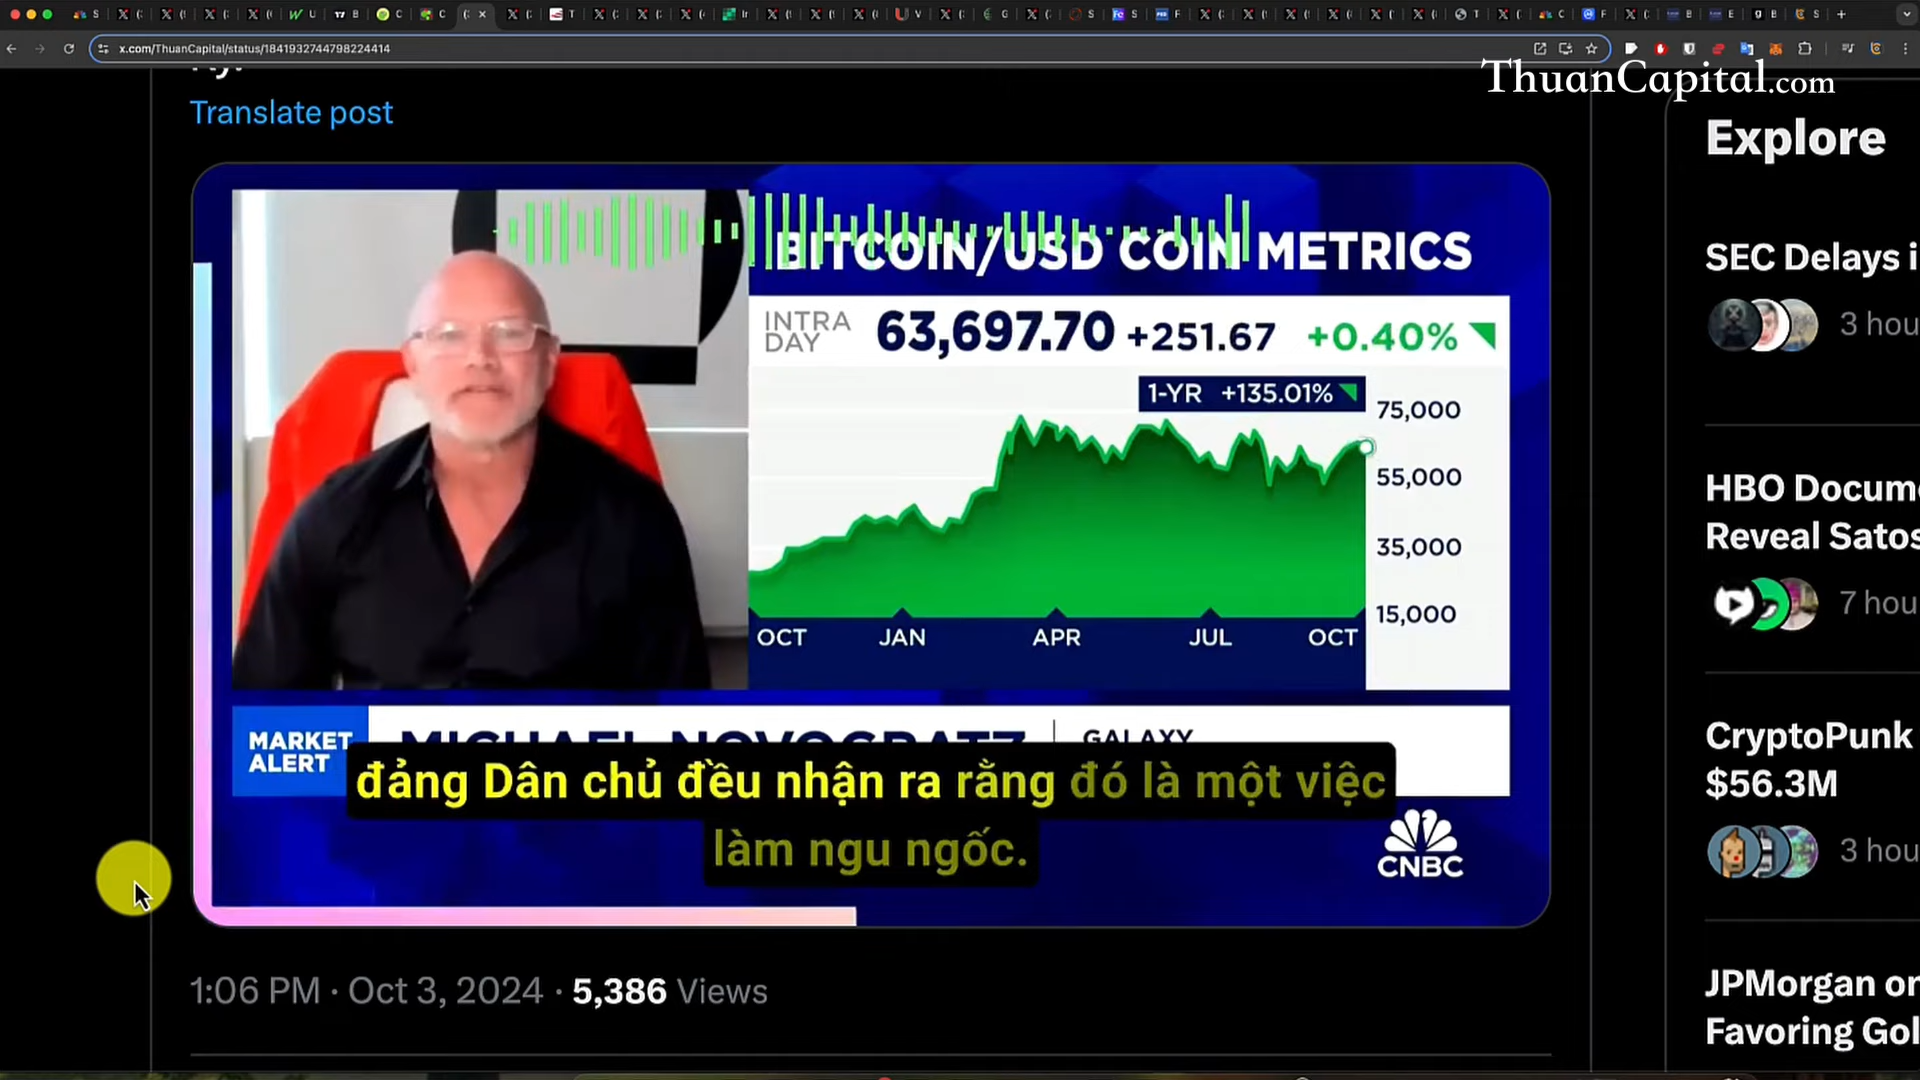 x.com/ThuanCapital/status/1841932744798224414
ThuanCapital.com
Translate post
Explore
BITCOIN/USD COIN METRICS
INTRA DAY
63,697.70 +251.67 +0.40%
1-YR +135.01%
75,000
55,000
35,000
15,000
OCT JAN APR JUL OCT
MARKET ALERT
MICHAEL NOVOGRATZ
GALAXY
đảng Dân chủ đều nhận ra rằng đó là một việc
làm ngu ngốc.
CNBC
1:06 PM · Oct 3, 2024 · 5,386 Views
SEC Delays i
3 hou
HBO Docum
Reveal Satos
7 hou
CryptoPunk
$56.3M
3 hou
JPMorgan or
Favoring Gol